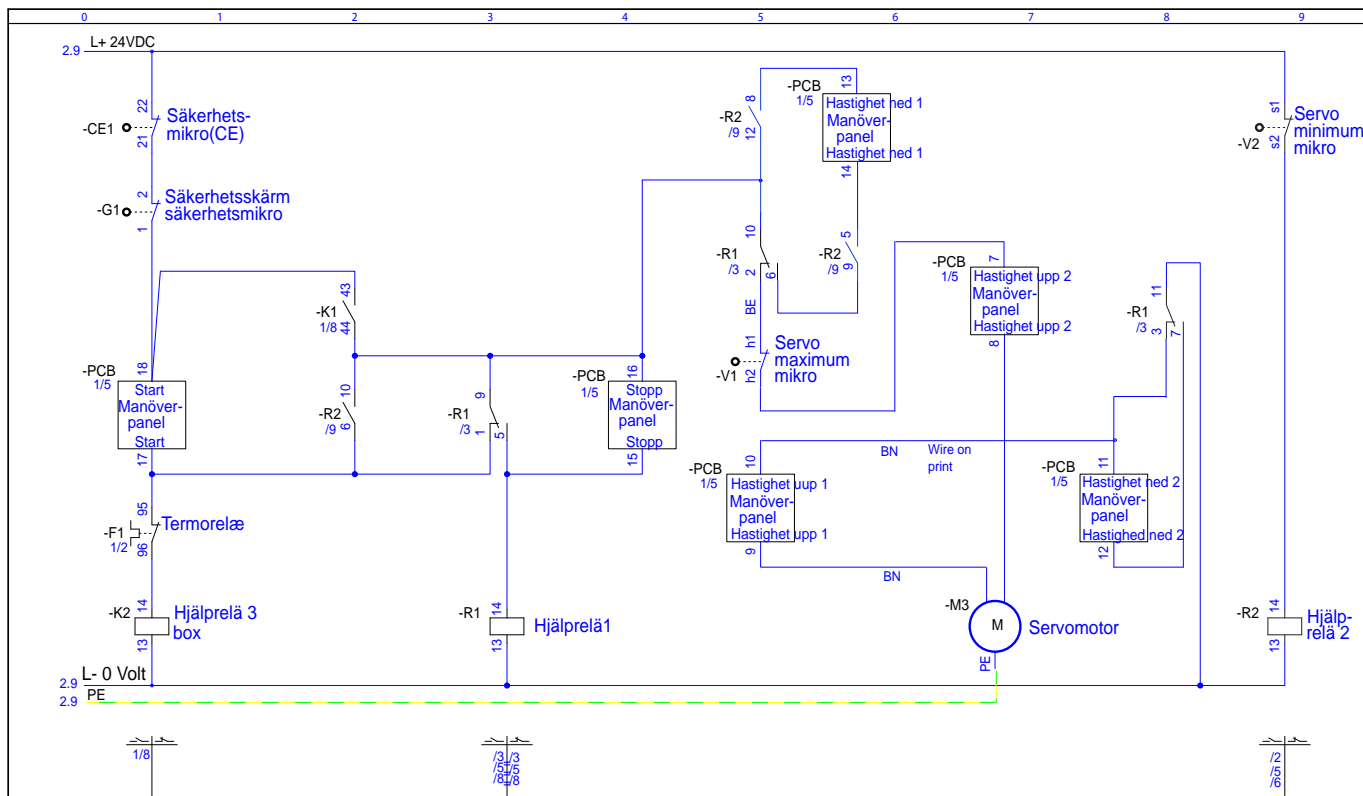 0 1 2 3 4 5 6 7 8 9
L+ 24VDC
2.9
22
-CE1
21
Säkerhets-
mikro(CE)
2
-G1
1
Säkerhetsskärm
säkerhetsmikro
43
-K1
1/8
44
18
-PCB
1/5
Start
Manöver-
panel
Start
17
10
-R2
/9
6
9
-R1
/3
1
5
16
-PCB
1/5
Stopp
Manöver-
panel
Stopp
15
95
-F1
1/2
96
Termorelæ
14
-K2
13
Hjälprelä 3
box
14
-R1
13
Hjälprelä1
8
-R2
/9
12
13
-PCB
1/5
Hastighet ned 1
Manöver-
panel
Hastighet ned 1
14
10
-R1
/3
2
6
BE
5
-R2
/9
9
h1
-V1
h2
Servo
maximum
mikro
7
-PCB
1/5
Hastighet upp 2
Manöver-
panel
Hastighet upp 2
8
11
-R1
/3
3
7
s1
-V2
s2
Servo
minimum
mikro
BN
Wire on
print
10
-PCB
1/5
Hastighet uup 1
Manöver-
panel
Hastighet upp 1
9
BN
11
-PCB
1/5
Hastighet ned 2
Manöver-
panel
Hastighed ned 2
12
-M3
M
Servomotor
PE
14
-R2
13
Hjälp-
relä 2
L- 0 Volt
2.9
PE
2.9
1/8
/3 /3
/5 /5
/8 /8
/2
/5
/6